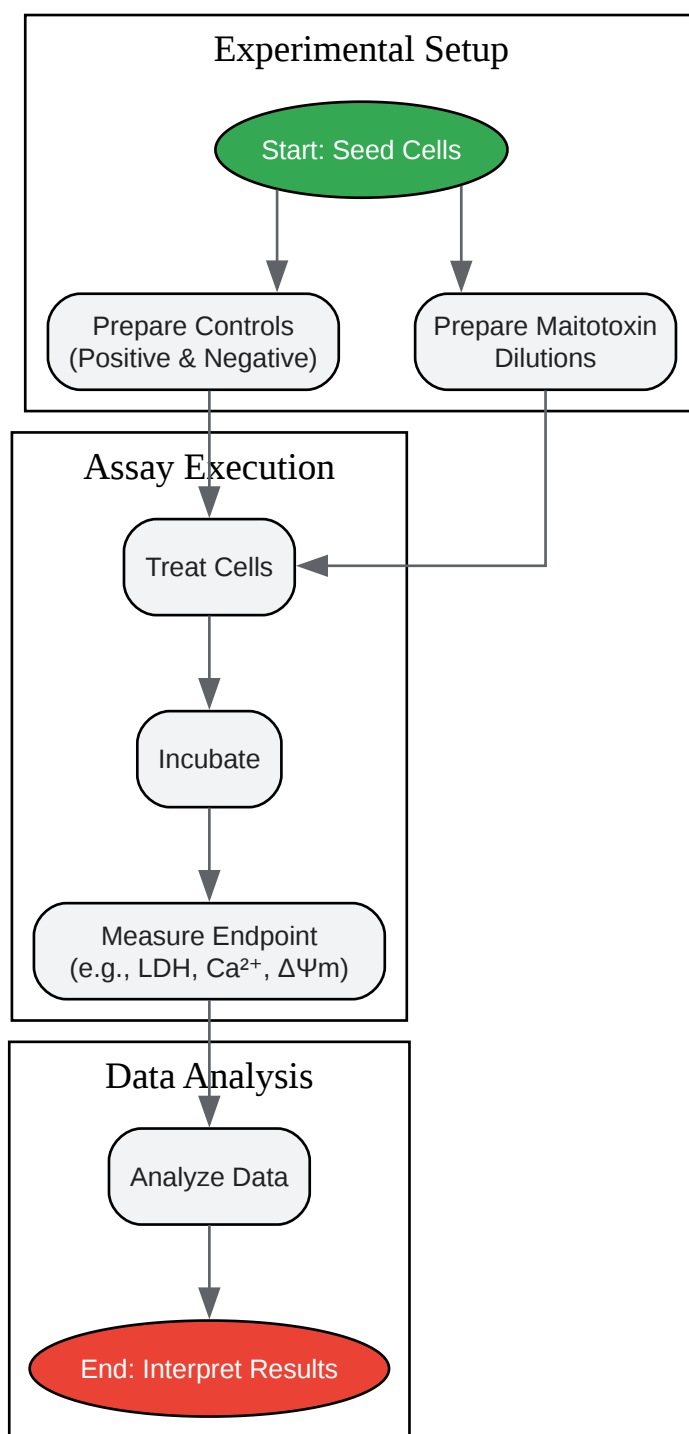 Experimental Setup
Start: Seed Cells
Prepare Controls
(Positive & Negative)
Prepare Maitotoxin
Dilutions
Assay Execution
Treat Cells
Incubate
Measure Endpoint
(e.g., LDH, Ca²⁺, ΔΨm)
Data Analysis
Analyze Data
End: Interpret Results